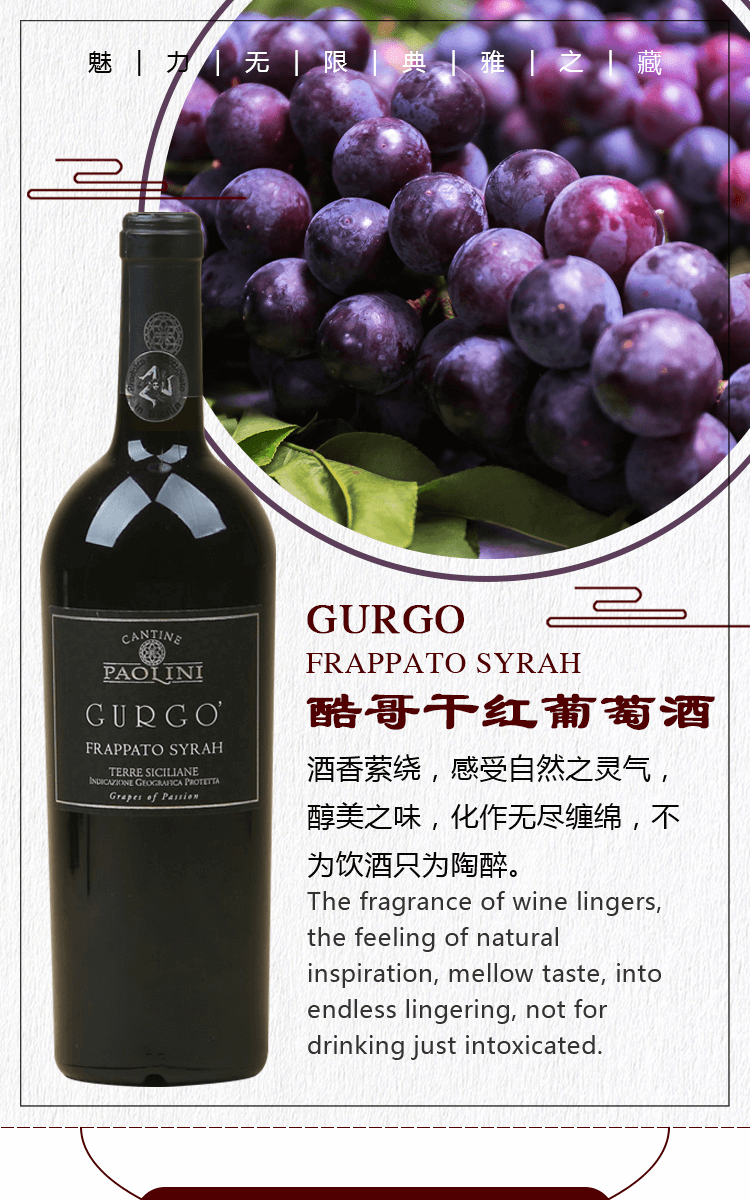 魅 | 力 | 无 | 限 | 典 | 雅 | 之 | 藏
CANTINE
PAOLINI
GURGO'
FRAPPATO SYRAH
TERRE SICILIANE
INDICAZIONE GEOGRAFICA PROTETTA
Grapes of Passion
GURGO
FRAPPATO SYRAH
酷哥干红葡萄酒
酒香萦绕，感受自然之灵气，
醇美之味，化作无尽缠绵，不
为饮酒只为陶醉。
The fragrance of wine lingers,
the feeling of natural
inspiration, mellow taste, into
endless lingering, not for
drinking just intoxicated.